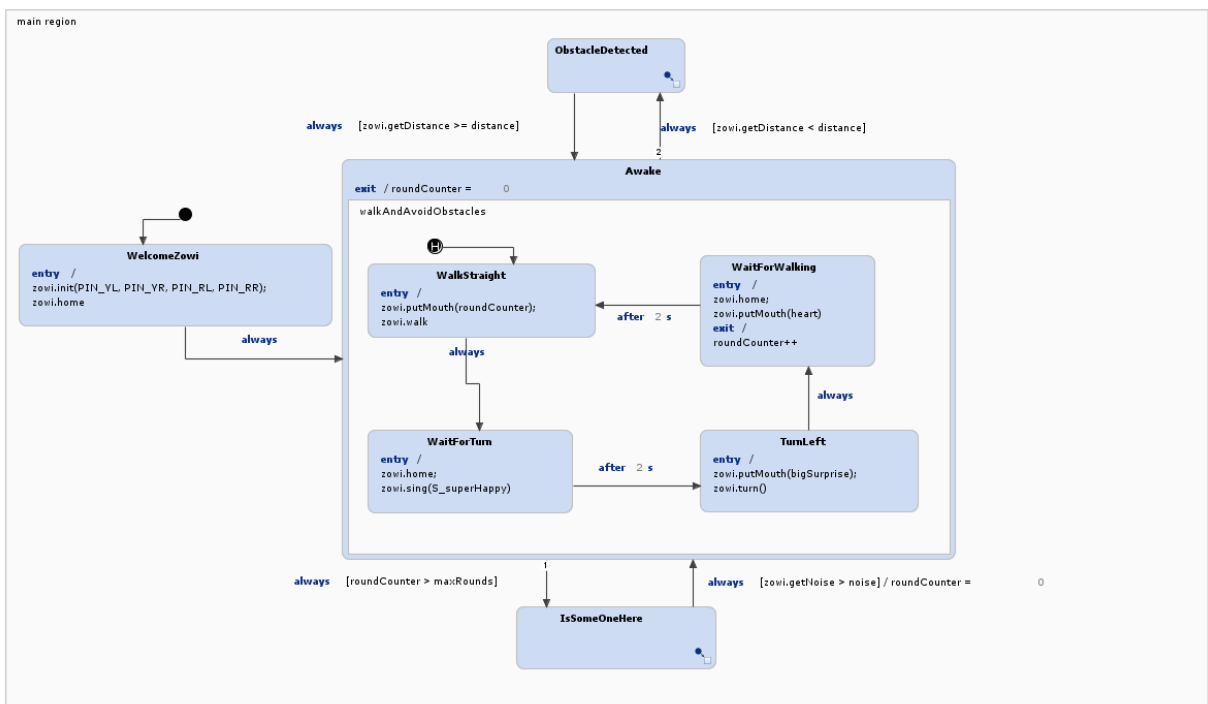 main region
ObstacleDetected
always [zowi.getDistance >= distance]
always [zowi.getDistance < distance]
2
Awake
exit / roundCounter = 0
walkAndAvoidObstacles
WelcomeZowi
entry /
zowi.init(PIN_YL, PIN_YR, PIN_RL, PIN_RR);
zowi.home
always
H
WalkStraight
entry /
zowi.putMouth(roundCounter);
zowi.walk
always
WaitForWalking
entry /
zowi.home;
zowi.putMouth(heart)
exit /
roundCounter++
after 2 s
always
WaitForTurn
entry /
zowi.home;
zowi.sing(S_superHappy)
after 2 s
TurnLeft
entry /
zowi.putMouth(bigSurprise);
zowi.turn()
1
always [roundCounter > maxRounds]
always [zowi.getNoise > noise] / roundCounter = 0
IsSomeOneHere